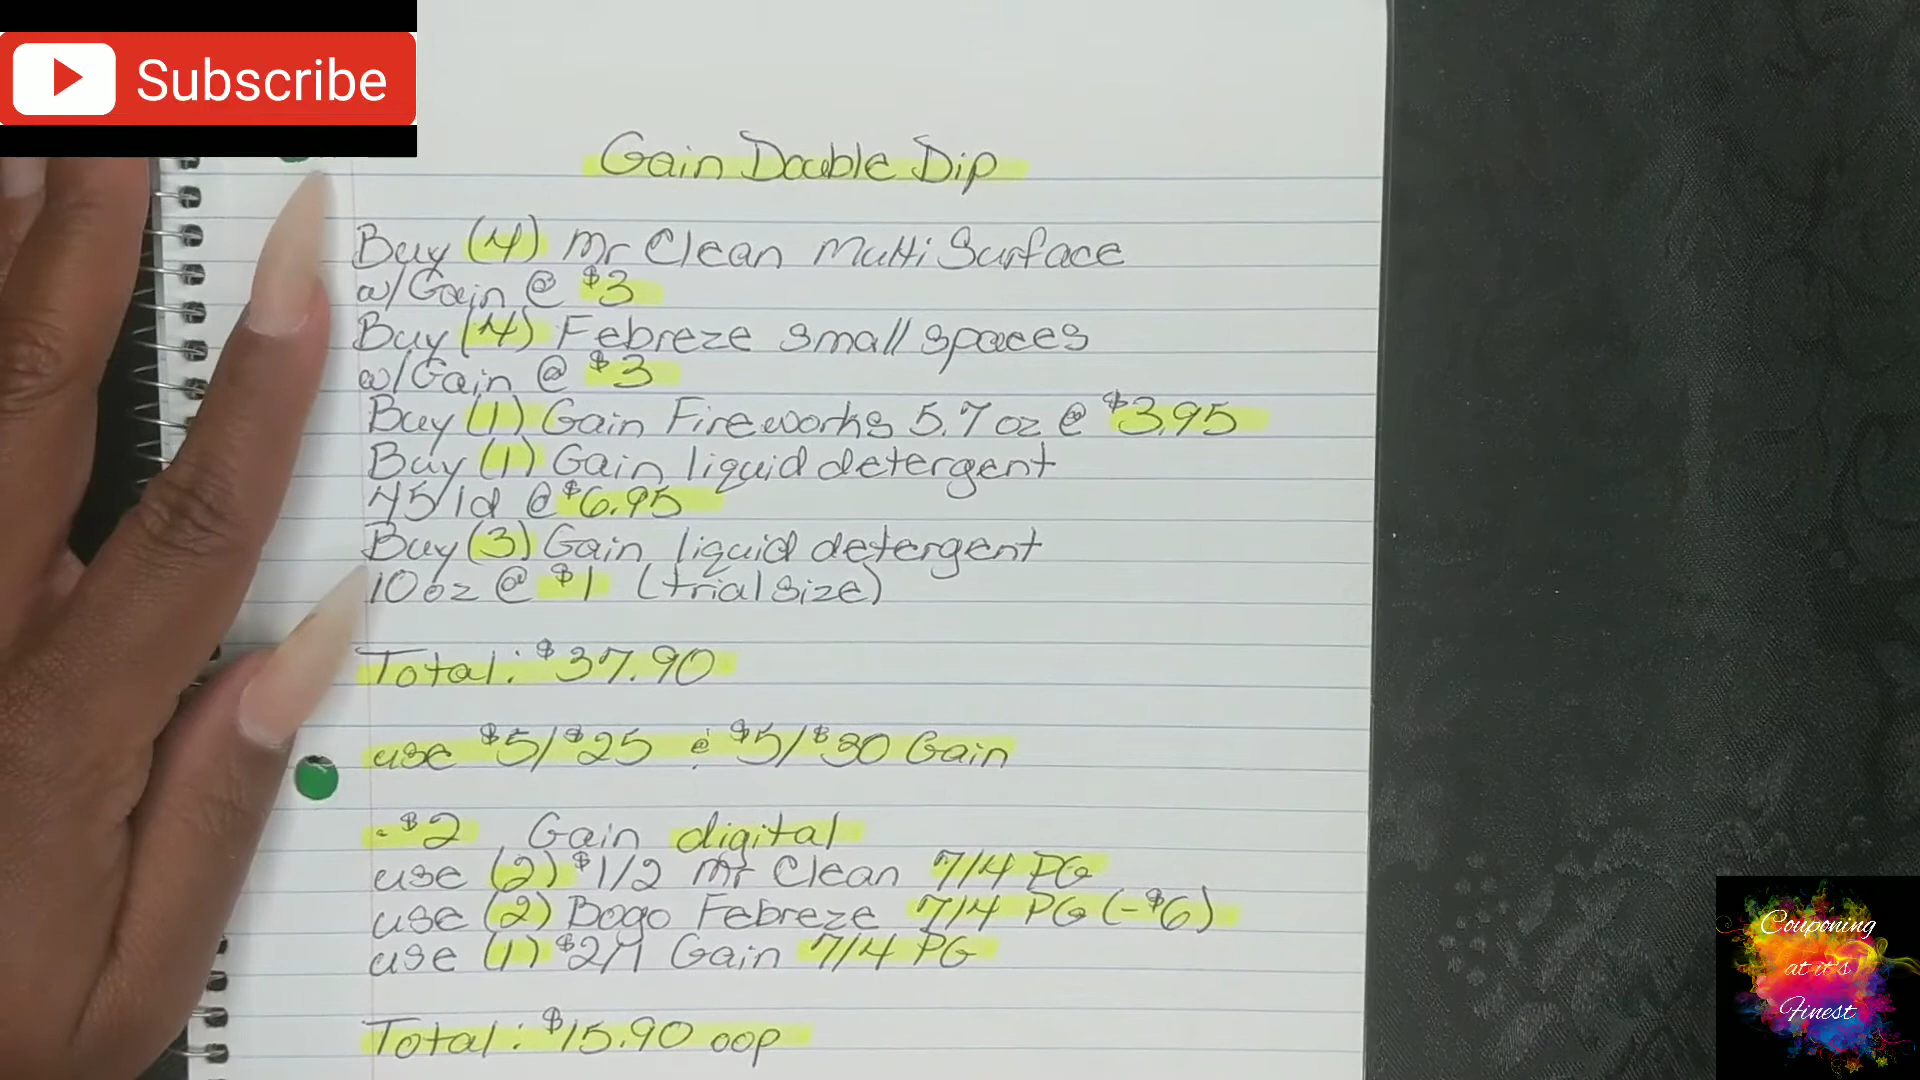 Subscribe
Gain Double Dip
Buy (4) Mr Clean Multi Surface
w/Gain @ $3
Buy (4) Febreze small spaces
w/Gain @ $3
Buy (1) Gain Fireworks 5.7 oz @ $3.95
Buy (1) Gain liquid detergent
45 ld @ $6.95
Buy (3) Gain liquid detergent
10 oz @ $1 (trial size)
Total: $37.90
use $5/$25 & $5/$30 Gain
- $2 Gain digital
use (2) $1/2 Mr Clean 7/4 PG
use (2) Bogo Febreze 7/4 PG (-$6)
use (1) $2/1 Gain 7/4 PG
Total: $15.90 oop
Couponing
at it's
Finest